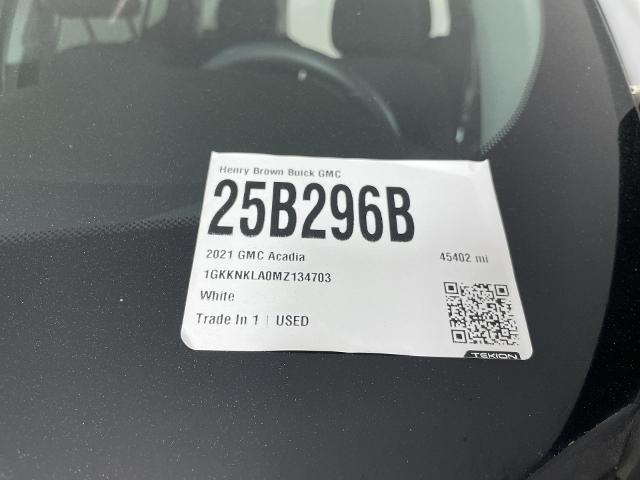 Henry Brown Buick GMC
25B296B
2021 GMC Acadia 45402 mi
1GKKNKLA0MZ134703
White
Trade In 1 | USED
TEKION